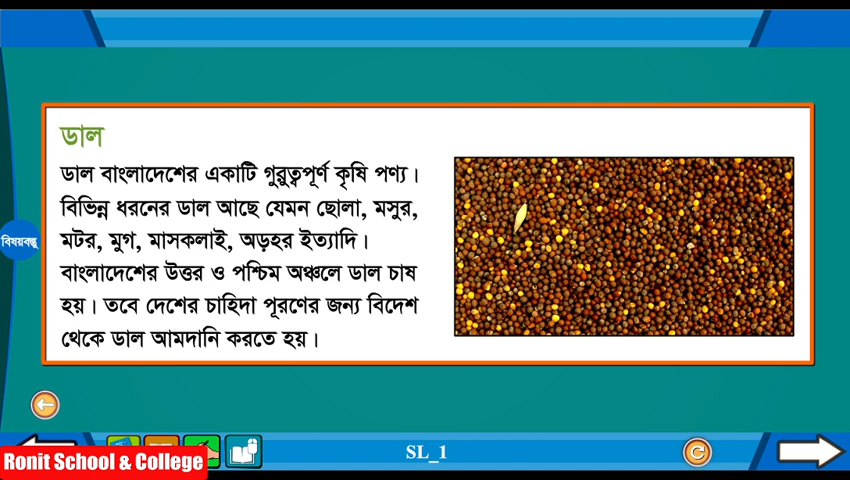 ডাল
ডাল বাংলাদেশের একাটি গুরুত্বপূর্ণ কৃষি পণ্য।
বিভিন্ন ধরনের ডাল আছে যেমন ছোলা, মসুর,
মটর, মুগ, মাসকলাই, অড়হর ইত্যাদি।
বাংলাদেশের উত্তর ও পশ্চিম অঞ্চলে ডাল চাষ
হয়। তবে দেশের চাহিদা পূরণের জন্য বিদেশ
থেকে ডাল আমদানি করতে হয়।
বিষয়বস্তু
SL_1
Ronit School & College